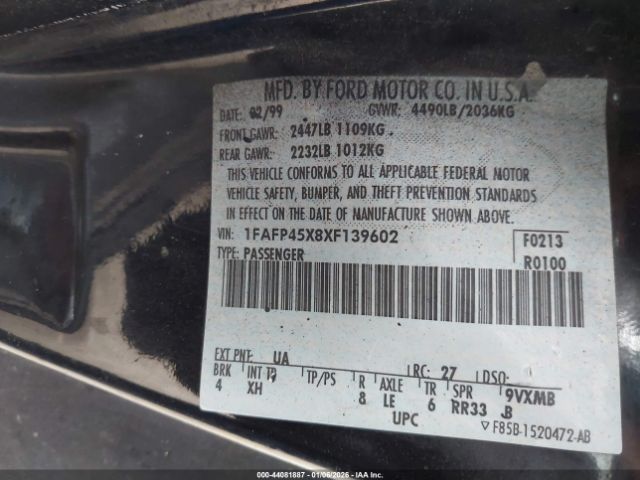 MFD. BY FORD MOTOR CO. IN U.S.A.
DATE: 02/99 GVWR: 4490LB/2036KG
FRONT GAWR: 2447LB 1109KG
REAR GAWR: 2232LB 1012KG
THIS VEHICLE CONFORMS TO ALL APPLICABLE FEDERAL MOTOR
VEHICLE SAFETY, BUMPER, AND THEFT PREVENTION STANDARDS
IN EFFECT ON THE DATE OF MANUFACTURE SHOWN ABOVE.
VIN: 1FAFP45X8XF139602 F0213
TYPE: PASSENGER R0100
EXT PNT: UA RC: 27 DSO:
BRK INT TR TP/PS R AXLE TR SPR 9VXMB
4 XH 8 LE 6 RR33 B
UPC ▽F85B-1520472-AB
000-44081887 - 01/06/2026 - IAAI.COM